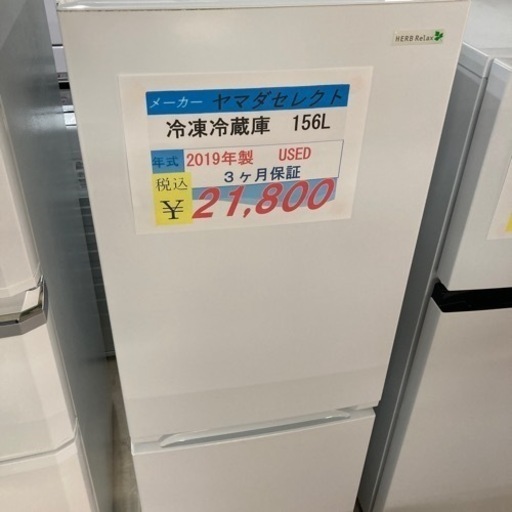 HERB Relax
メーカー ヤマダセレクト
冷凍冷蔵庫 156L
年式 2019年製 USED
3ヶ月保証
税込
¥21,800